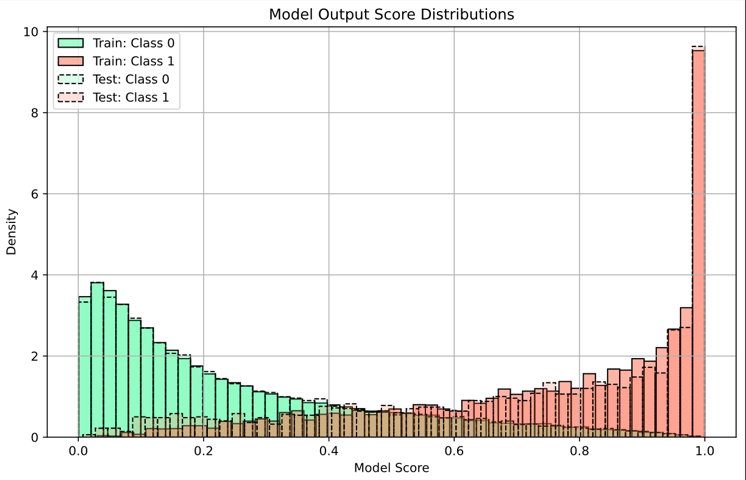 Model Output Score Distributions
Train: Class 0
Train: Class 1
Test: Class 0
Test: Class 1
Density
10
8
6
4
2
0
0.0 0.2 0.4 0.6 0.8 1.0
Model Score